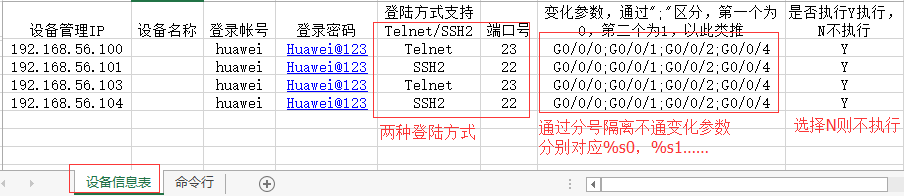 设备管理IP 设备名称 登录帐号 登录密码 登陆方式支持 变化参数，通过";"区分，第一个为0，第二个为1，以此类推 是否执行Y执行，N不执行
Telnet/SSH2 端口号
192.168.56.100 huawei Huawei@123 Telnet 23 G0/0/0;G0/0/1;G0/0/2;G0/0/4 Y
192.168.56.101 huawei Huawei@123 SSH2 22 G0/0/0;G0/0/1;G0/0/2;G0/0/4 Y
192.168.56.103 huawei Huawei@123 Telnet 23 G0/0/0;G0/0/1;G0/0/2;G0/0/4 Y
192.168.56.104 huawei Huawei@123 SSH2 22 G0/0/0;G0/0/1;G0/0/2;G0/0/4 Y
两种登陆方式
通过分号隔离不通变化参数
分别对应%s0，%s1……
选择N则不执行
设备信息表 命令行